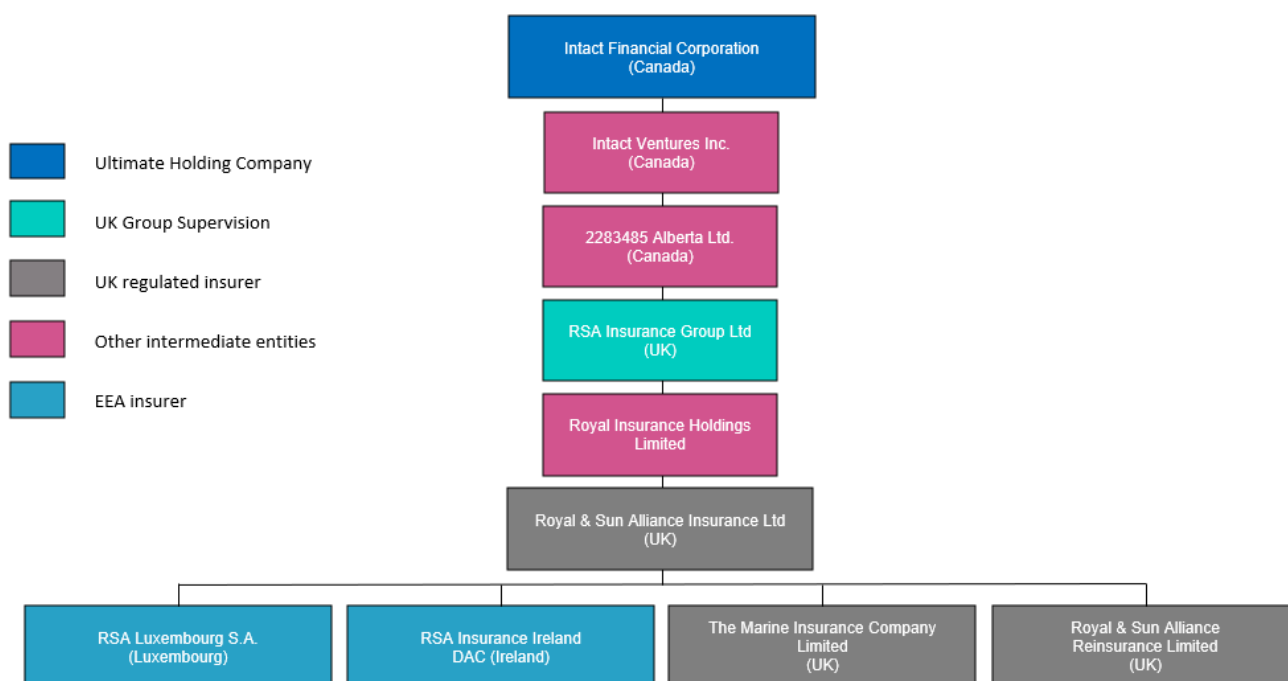 Intact Financial Corporation
(Canada)
Intact Ventures Inc.
(Canada)
2283485 Alberta Ltd.
(Canada)
RSA Insurance Group Ltd
(UK)
Royal Insurance Holdings
Limited
Royal & Sun Alliance Insurance Ltd
(UK)
RSA Luxembourg S.A.
(Luxembourg)
RSA Insurance Ireland
DAC (Ireland)
The Marine Insurance Company
Limited
(UK)
Royal & Sun Alliance
Reinsurance Limited
(UK)
Ultimate Holding Company
UK Group Supervision
UK regulated insurer
Other intermediate entities
EEA insurer